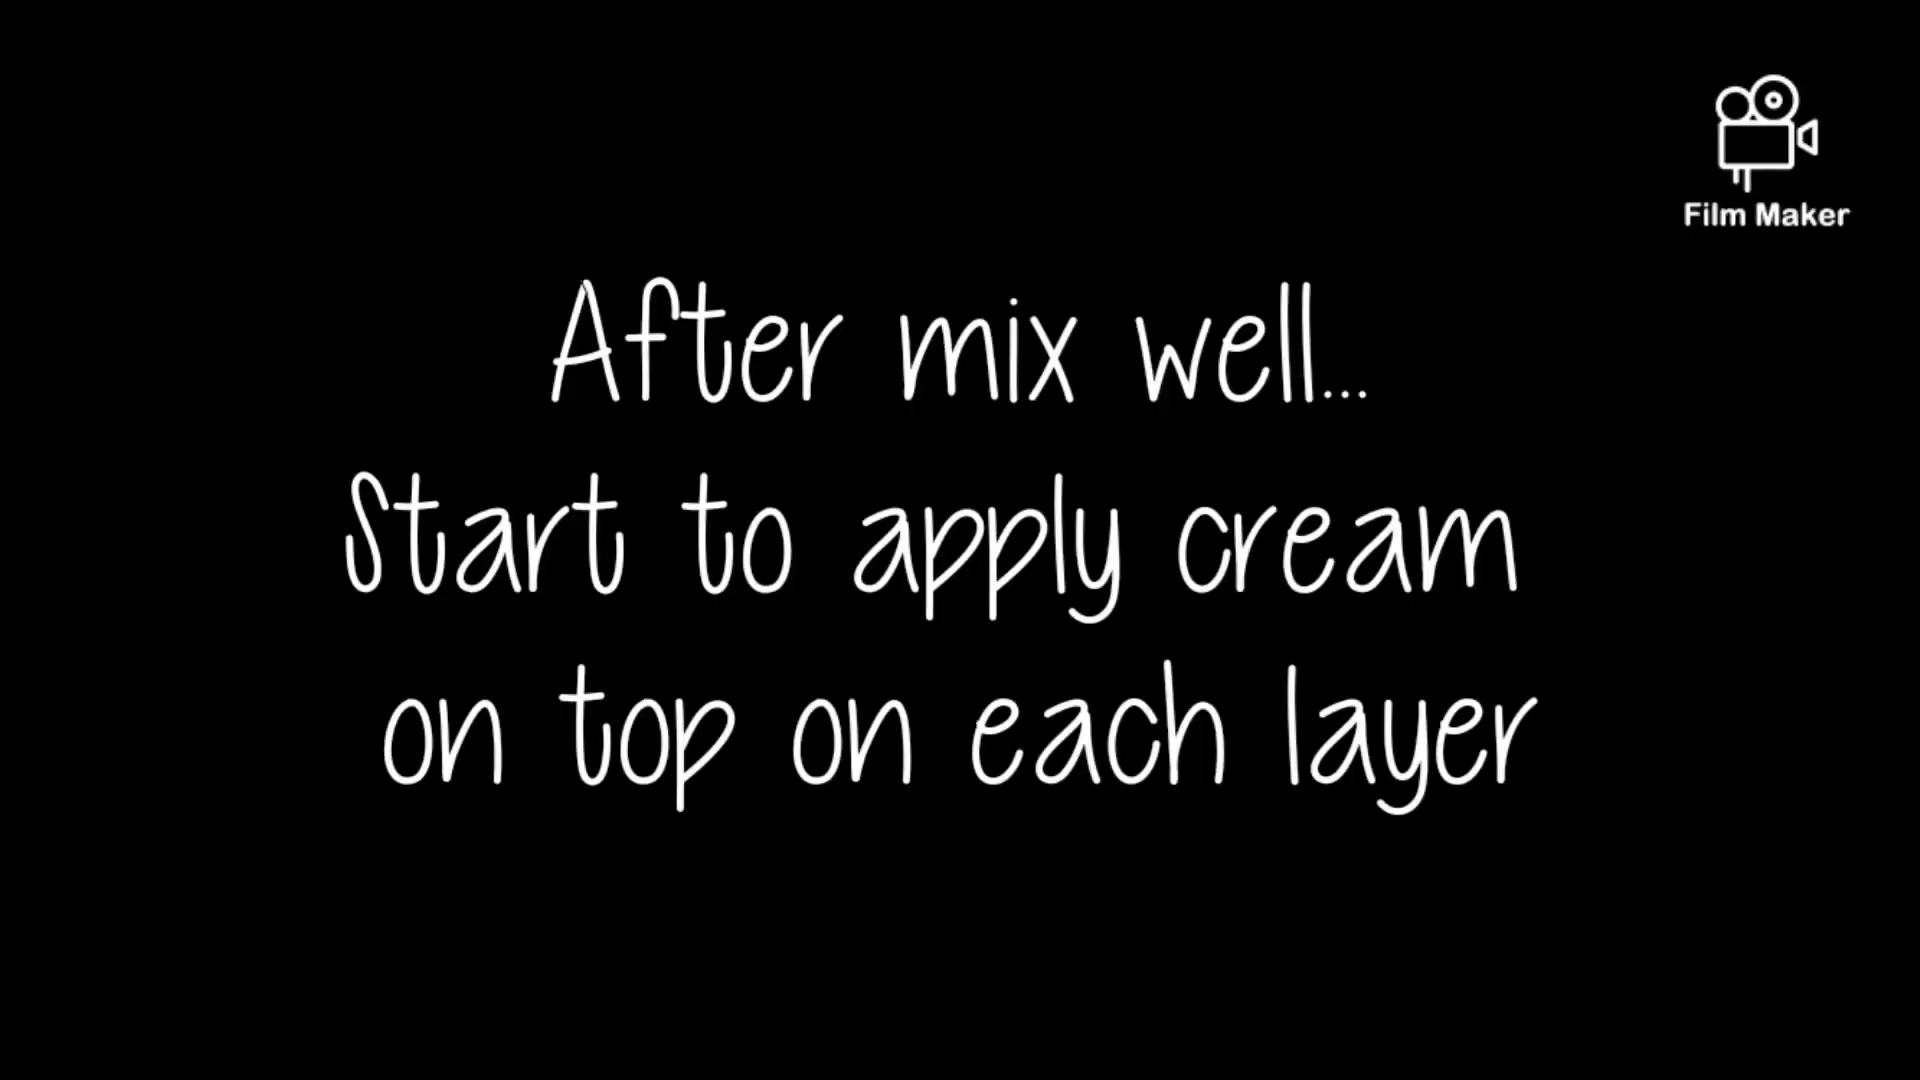 Film Maker
After mix well...
Start to apply cream
on top on each layer